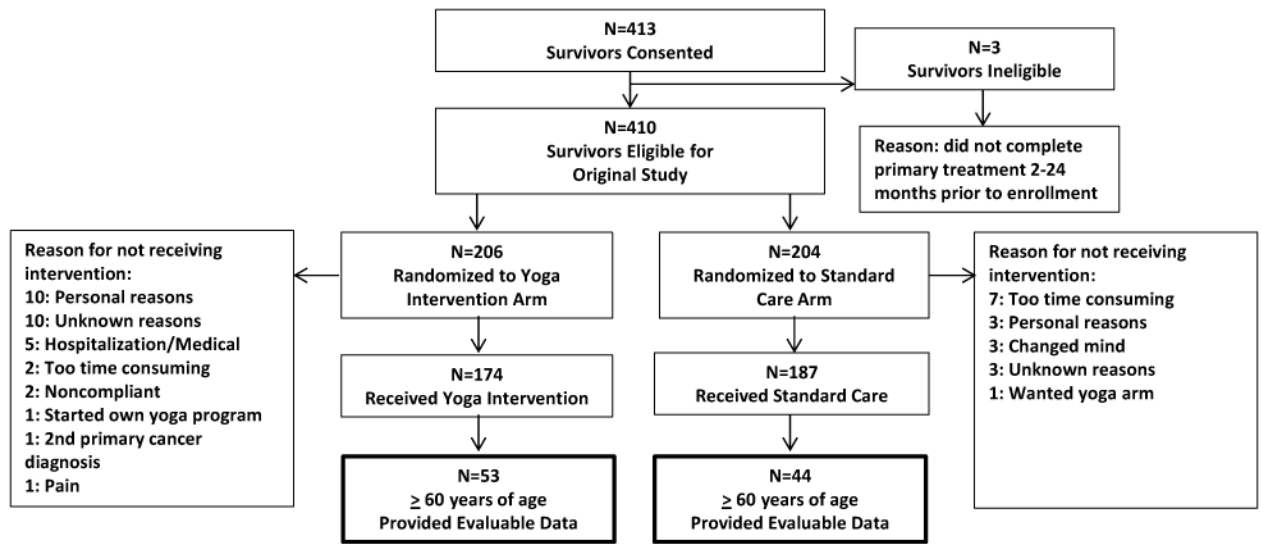 N=413
Survivors Consented
N=3
Survivors Ineligible
N=410
Survivors Eligible for
Original Study
Reason: did not complete
primary treatment 2-24
months prior to enrollment
Reason for not receiving
intervention:
10: Personal reasons
10: Unknown reasons
5: Hospitalization/Medical
2: Too time consuming
2: Noncompliant
1: Started own yoga program
1: 2nd primary cancer
diagnosis
1: Pain
N=206
Randomized to Yoga
Intervention Arm
N=204
Randomized to Standard
Care Arm
Reason for not receiving
intervention:
7: Too time consuming
3: Personal reasons
3: Changed mind
3: Unknown reasons
1: Wanted yoga arm
N=174
Received Yoga Intervention
N=187
Received Standard Care
N=53
≥ 60 years of age
Provided Evaluable Data
N=44
≥ 60 years of age
Provided Evaluable Data